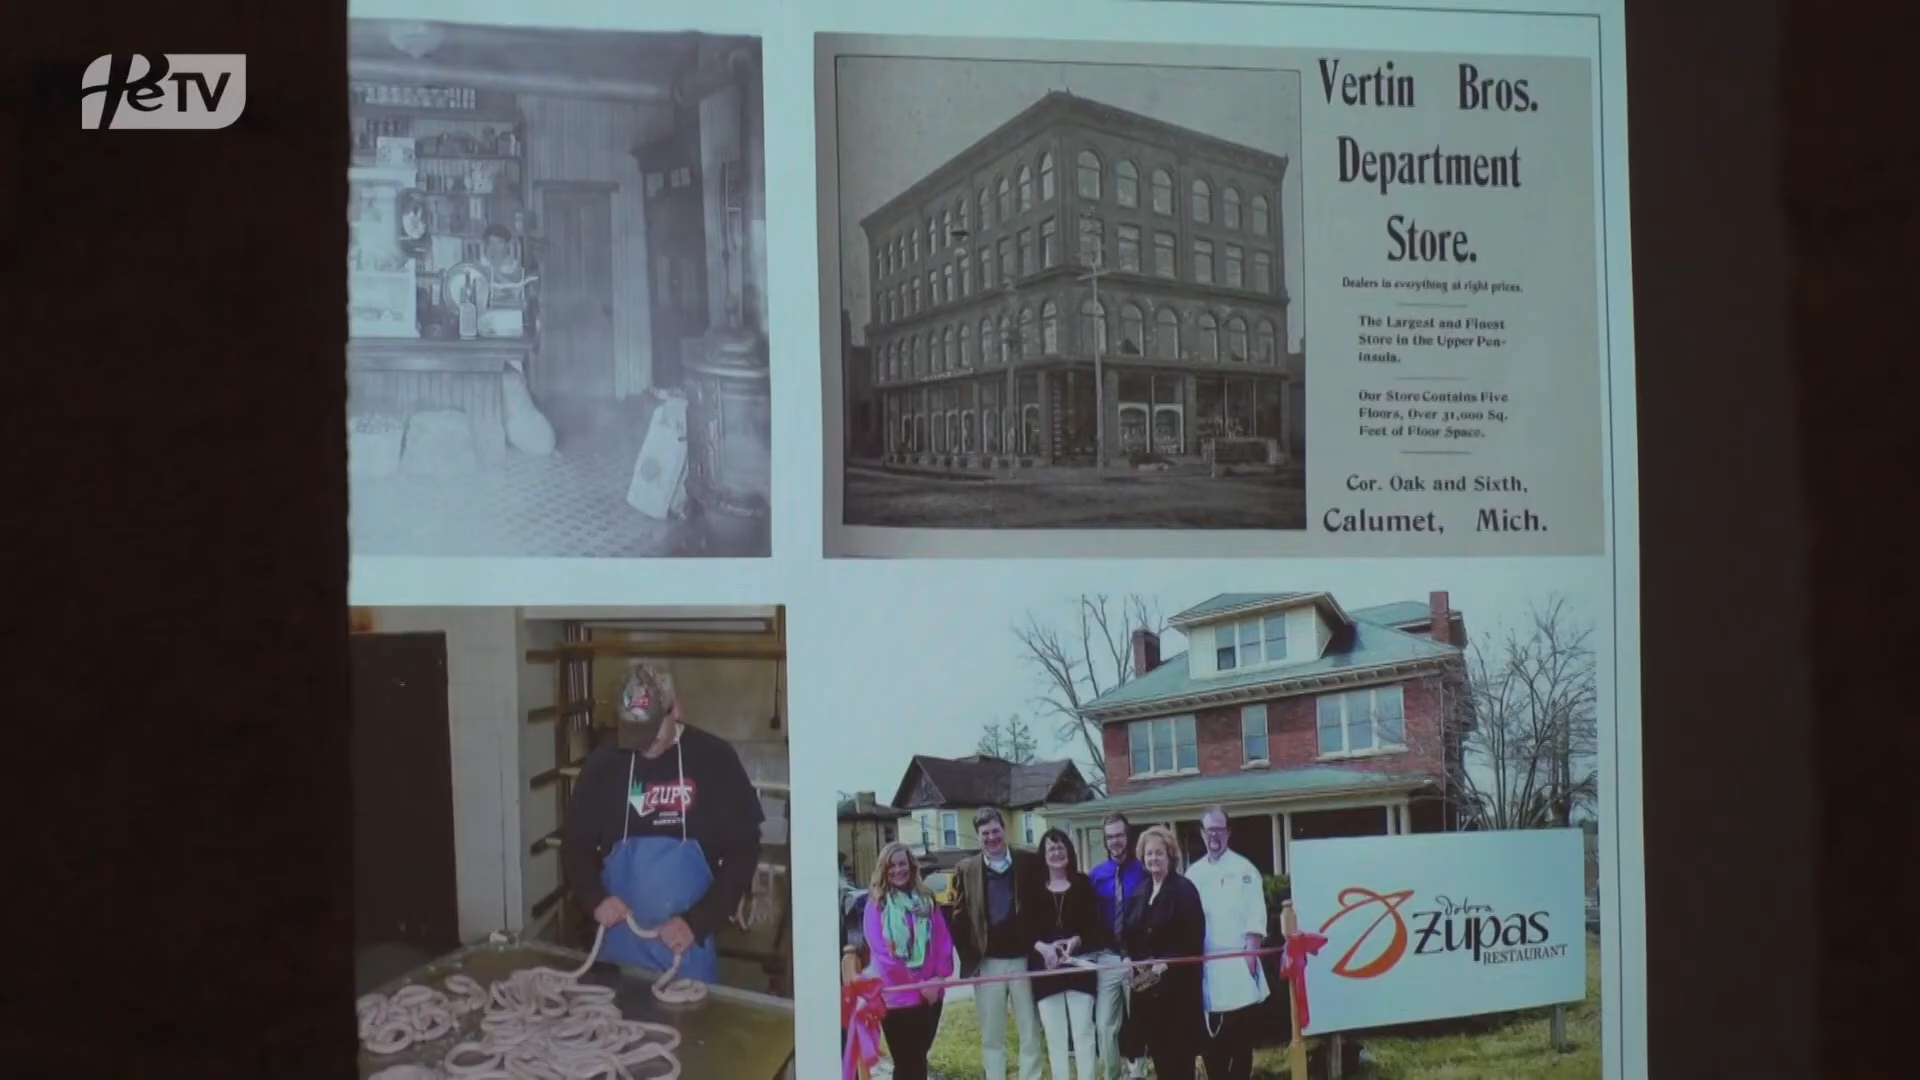 HeTV
Vertin Bros.
Department
Store.
Dealers in everything at right prices.
The Largest and Finest
Store in the Upper Pen-
insula.
Our Store Contains Five
Floors, Over 31,000 Sq.
Feet of Floor Space.
Cor. Oak and Sixth,
Calumet, Mich.
ZUP'S
dobra
zupas
RESTAURANT